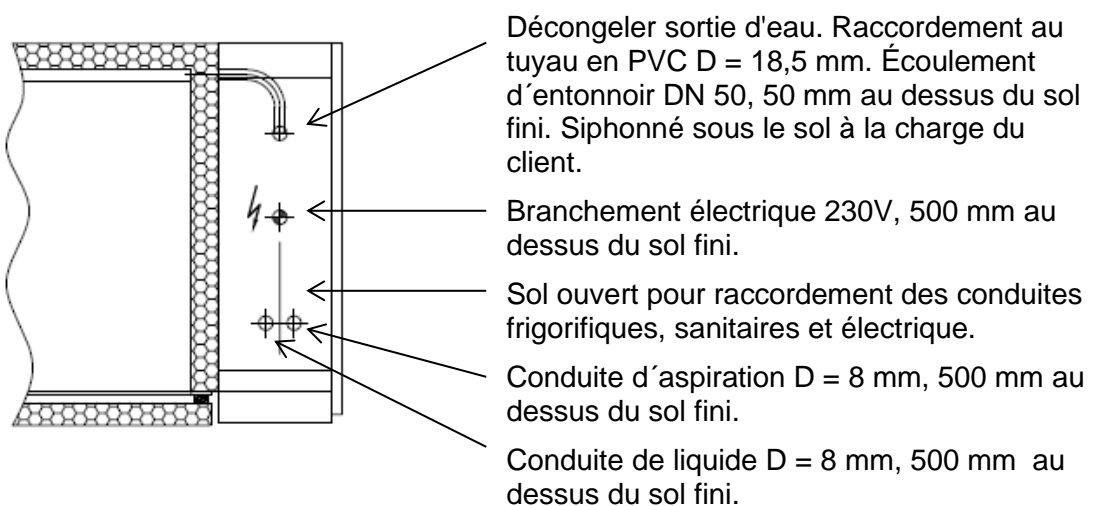 Décongeler sortie d'eau. Raccordement au
tuyau en PVC D = 18,5 mm. Écoulement
d´entonnoir DN 50, 50 mm au dessus du sol
fini. Siphonné sous le sol à la charge du
client.
Branchement électrique 230V, 500 mm au
dessus du sol fini.
Sol ouvert pour raccordement des conduites
frigorifiques, sanitaires et électrique.
Conduite d´aspiration D = 8 mm, 500 mm au
dessus du sol fini.
Conduite de liquide D = 8 mm, 500 mm  au
dessus du sol fini.